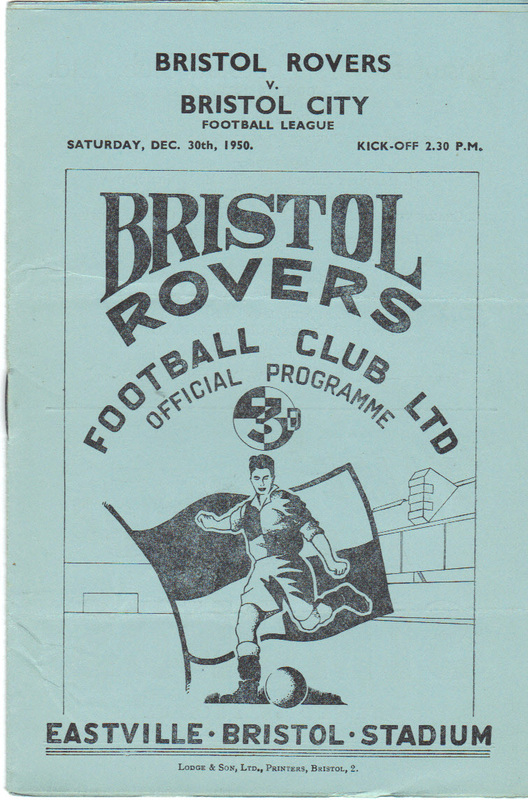 BRISTOL ROVERS
V.
BRISTOL CITY
FOOTBALL LEAGUE
SATURDAY, DEC. 30th, 1950. KICK-OFF 2.30 P.M.
BRISTOL
ROVERS
FOOTBALL CLUB LTD
OFFICIAL PROGRAMME
3D
EASTVILLE · BRISTOL · STADIUM
LODGE & SON, LTD., PRINTERS, BRISTOL, 2.